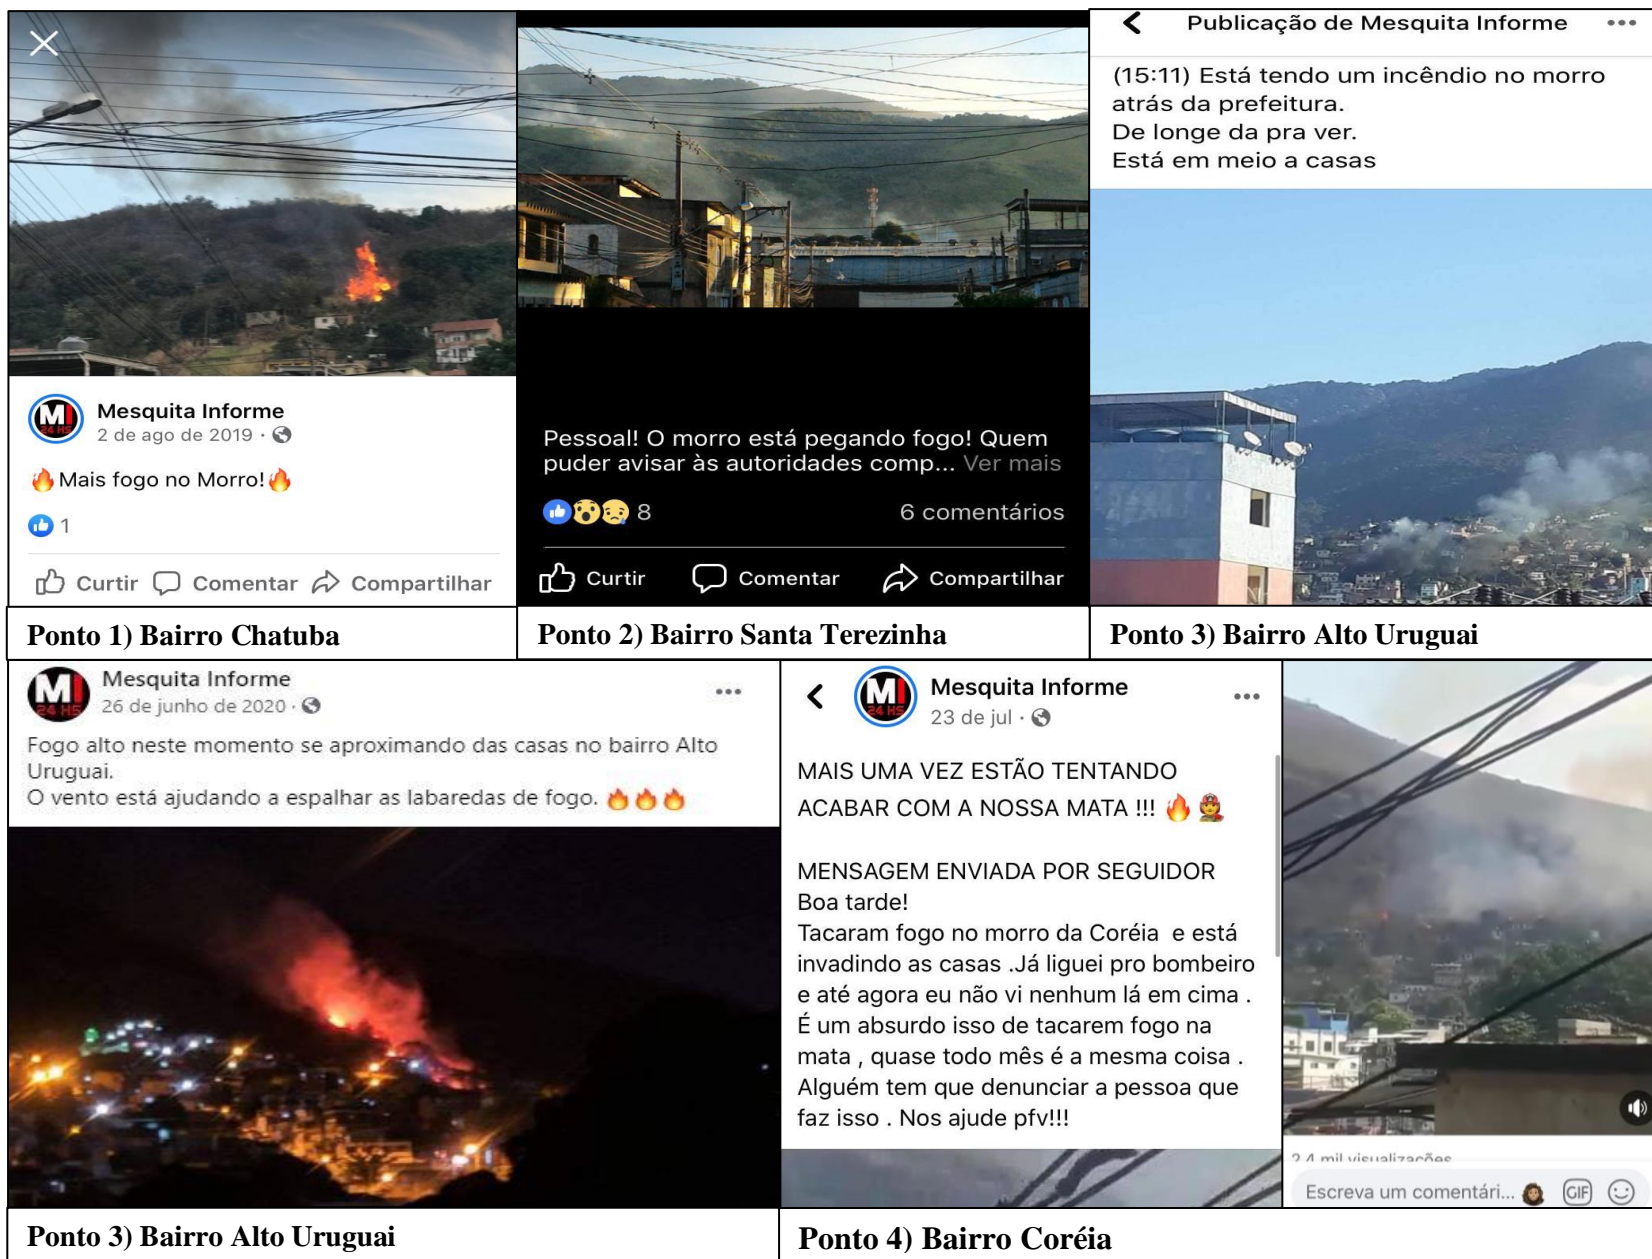 Mesquita Informe
2 de ago de 2019 ·
🔥Mais fogo no Morro!🔥
1
Curtir Comentar Compartilhar
Ponto 1) Bairro Chatuba
Pessoal! O morro está pegando fogo! Quem
puder avisar às autoridades comp... Ver mais
8 6 comentários
Curtir Comentar Compartilhar
Ponto 2) Bairro Santa Terezinha
Publicação de Mesquita Informe
(15:11) Está tendo um incêndio no morro
atrás da prefeitura.
De longe da pra ver.
Está em meio a casas
Ponto 3) Bairro Alto Uruguai
MI
24 HS
Mesquita Informe
26 de junho de 2020 ·
Fogo alto neste momento se aproximando das casas no bairro Alto
Uruguai.
O vento está ajudando a espalhar as labaredas de fogo. 🔥🔥🔥
Ponto 3) Bairro Alto Uruguai
Mesquita Informe
23 de jul ·
MAIS UMA VEZ ESTÃO TENTANDO
ACABAR COM A NOSSA MATA !!! 🔥
MENSAGEM ENVIADA POR SEGUIDOR
Boa tarde!
Tacaram fogo no morro da Coréia e está
invadindo as casas .Já liguei pro bombeiro
e até agora eu não vi nenhum lá em cima .
É um absurdo isso de tacarem fogo na
mata , quase todo mês é a mesma coisa .
Alguém tem que denunciar a pessoa que
faz isso . Nos ajude pfv!!!
2,4 mil visualizações
Escreva um comentári... GIF
Ponto 4) Bairro Coréia